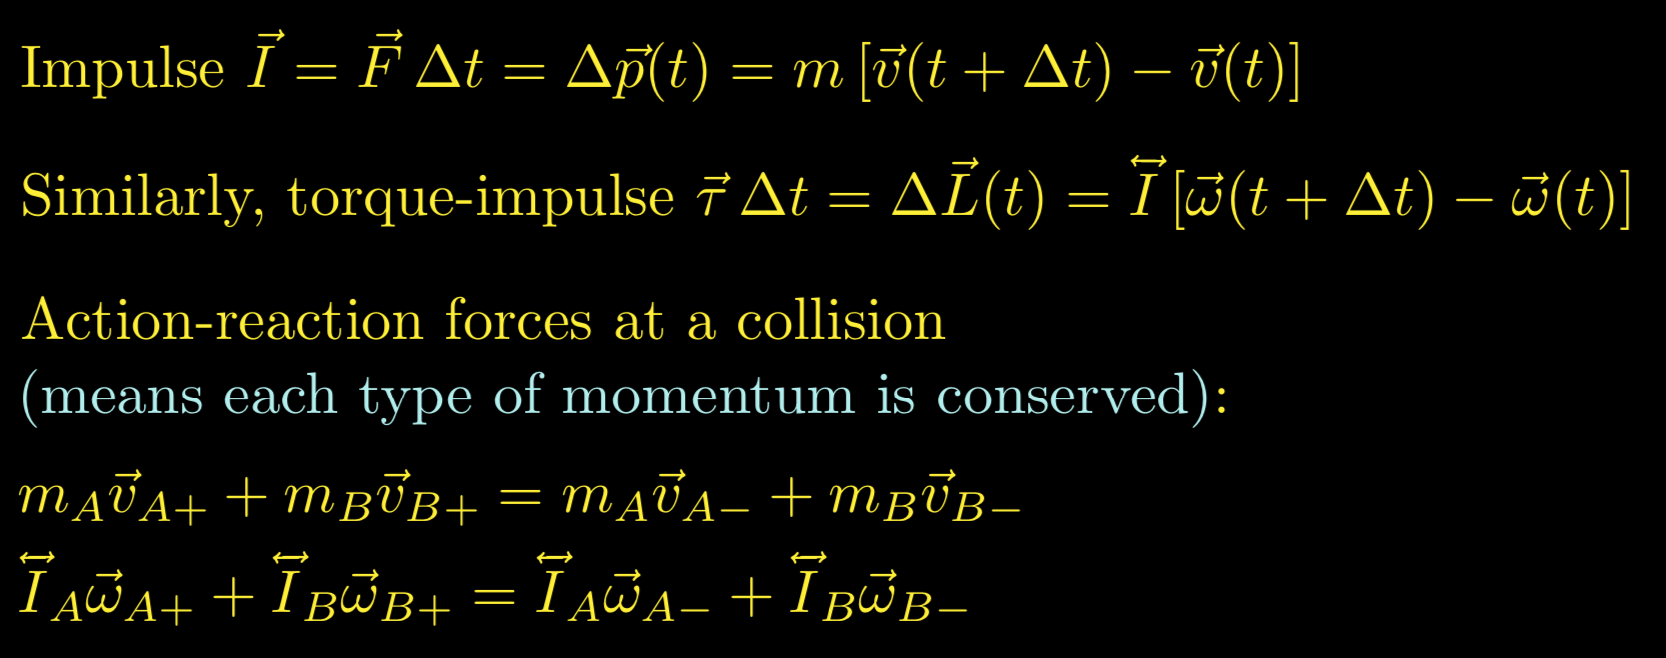 Impulse $\vec{I} = \vec{F}\,\Delta t = \Delta\vec{p}(t) = m\,[\vec{v}(t + \Delta t) - \vec{v}(t)]$
Similarly, torque-impulse $\vec{\tau}\,\Delta t = \Delta\vec{L}(t) = \overleftrightarrow{I}\,[\vec{\omega}(t + \Delta t) - \vec{\omega}(t)]$
Action-reaction forces at a collision
(means each type of momentum is conserved):
$m_A\vec{v}_{A+} + m_B\vec{v}_{B+} = m_A\vec{v}_{A-} + m_B\vec{v}_{B-}$
$\overleftrightarrow{I}_A\vec{\omega}_{A+} + \overleftrightarrow{I}_B\vec{\omega}_{B+} = \overleftrightarrow{I}_A\vec{\omega}_{A-} + \overleftrightarrow{I}_B\vec{\omega}_{B-}$